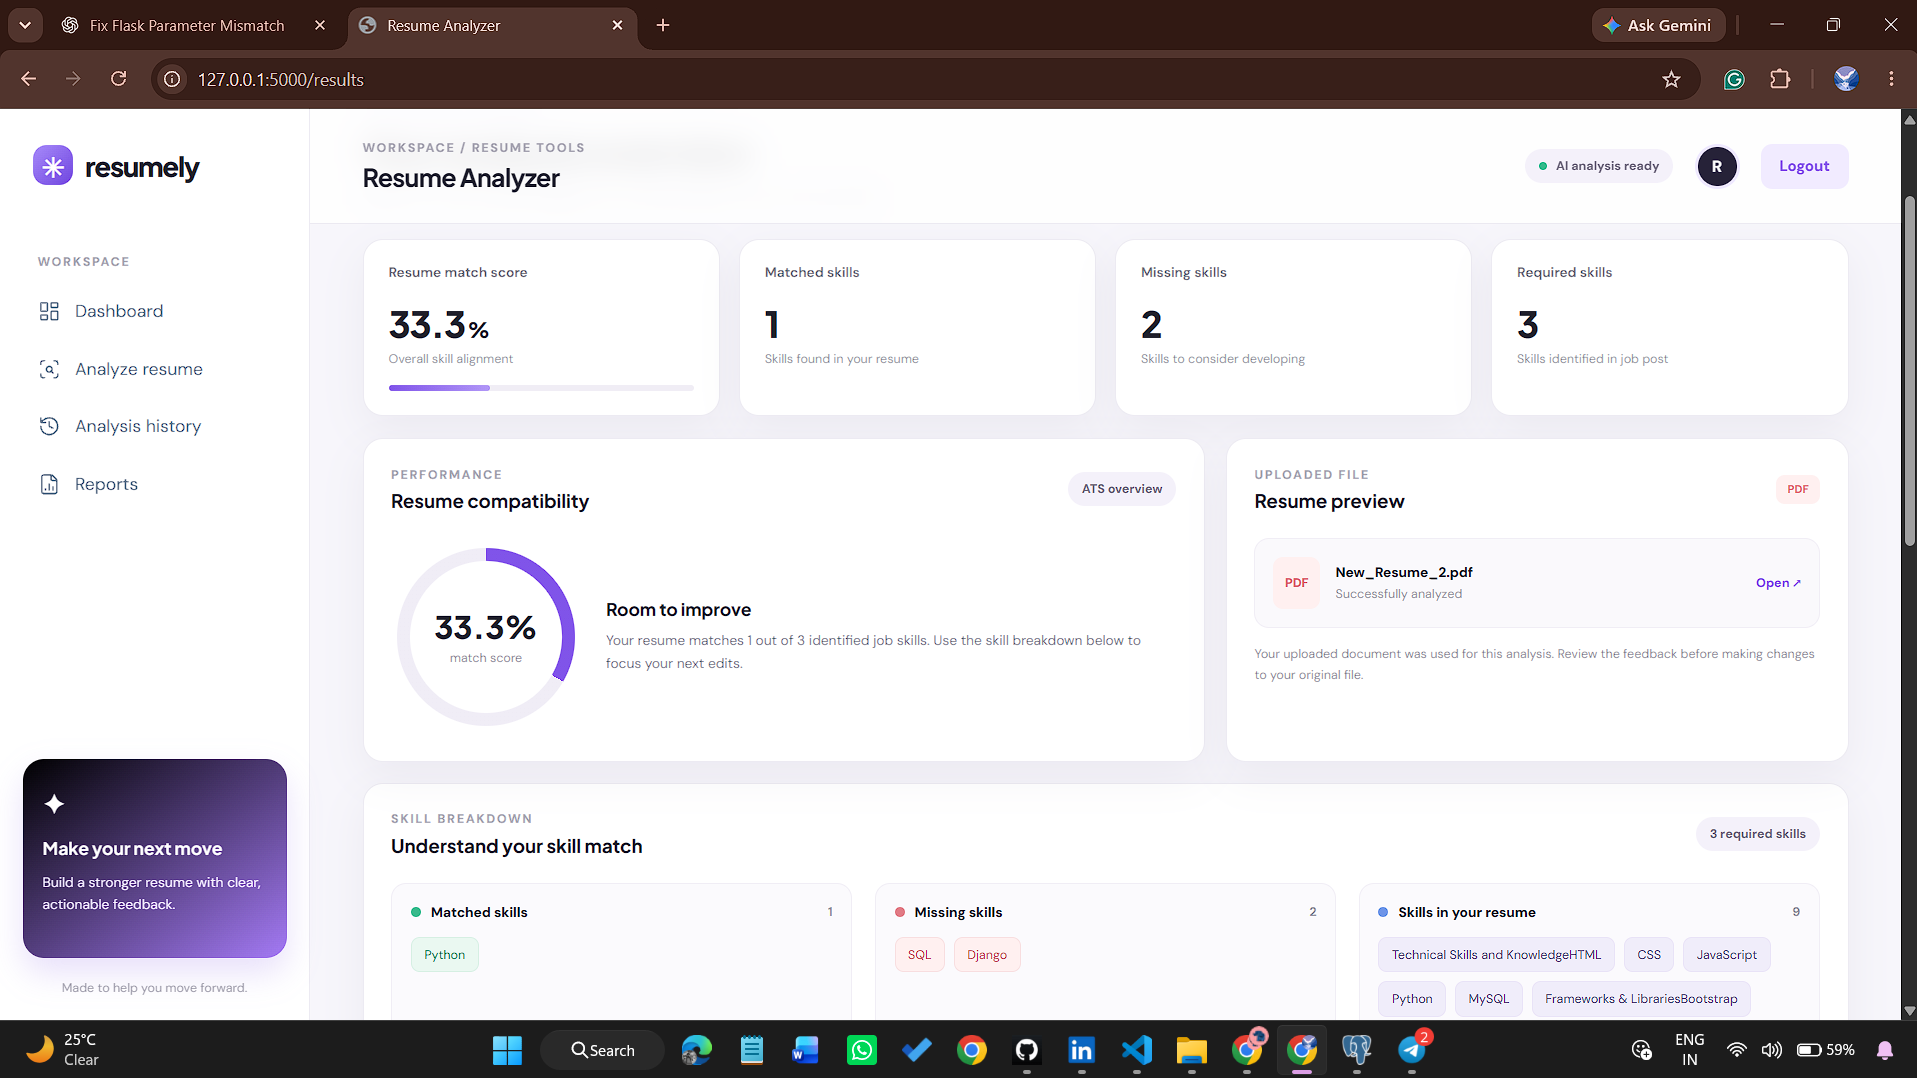 Fix Flask Parameter Mismatch
Resume Analyzer
Ask Gemini
127.0.0.1:5000/results
resumely
WORKSPACE
Dashboard
Analyze resume
Analysis history
Reports
Make your next move
Build a stronger resume with clear,
actionable feedback.
Made to help you move forward.
WORKSPACE / RESUME TOOLS
Resume Analyzer
AI analysis ready
R
Logout
Resume match score
33.3%
Overall skill alignment
Matched skills
1
Skills found in your resume
Missing skills
2
Skills to consider developing
Required skills
3
Skills identified in job post
PERFORMANCE
Resume compatibility
ATS overview
33.3%
match score
Room to improve
Your resume matches 1 out of 3 identified job skills. Use the skill breakdown below to
focus your next edits.
UPLOADED FILE
Resume preview
PDF
PDF
New_Resume_2.pdf
Successfully analyzed
Open ↗
Your uploaded document was used for this analysis. Review the feedback before making changes
to your original file.
SKILL BREAKDOWN
Understand your skill match
3 required skills
Matched skills 1
Python
Missing skills 2
SQL Django
Skills in your resume 9
Technical Skills and KnowledgeHTML CSS JavaScript
Python MySQL Frameworks & LibrariesBootstrap
25°C
Clear
Search
2
ENG
IN
59%